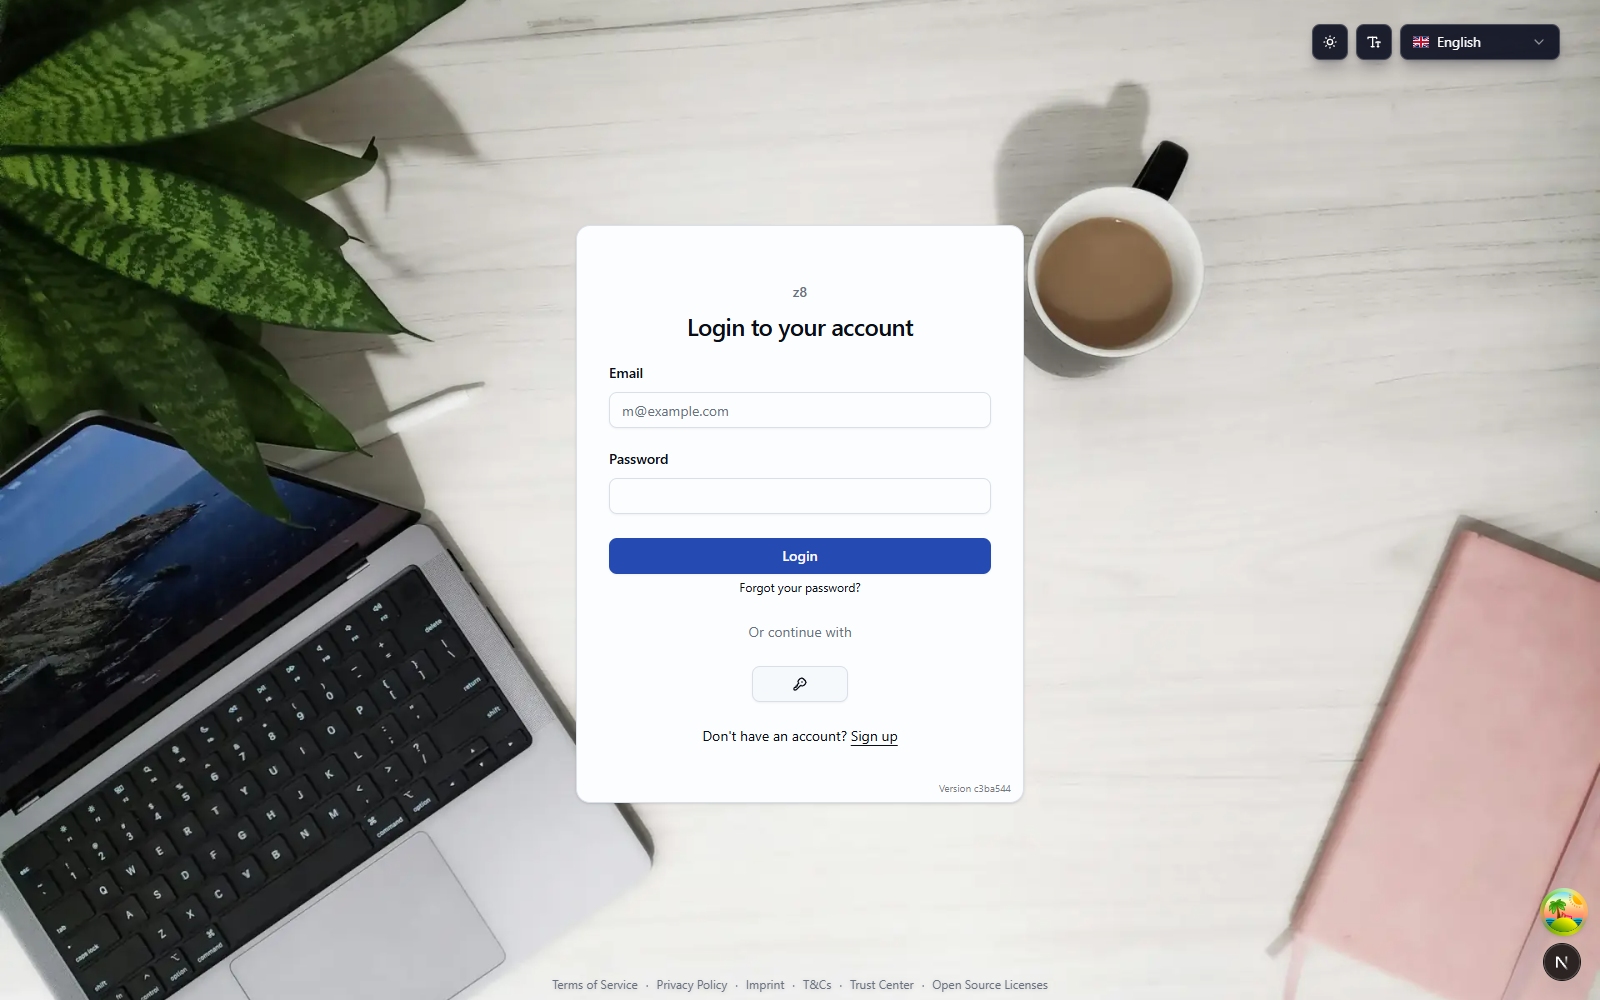 English
z8
Login to your account
Email
m@example.com
Password
Login
Forgot your password?
Or continue with
Don't have an account? Sign up
Version c3ba544
Terms of Service · Privacy Policy · Imprint · T&Cs · Trust Center · Open Source Licenses
N